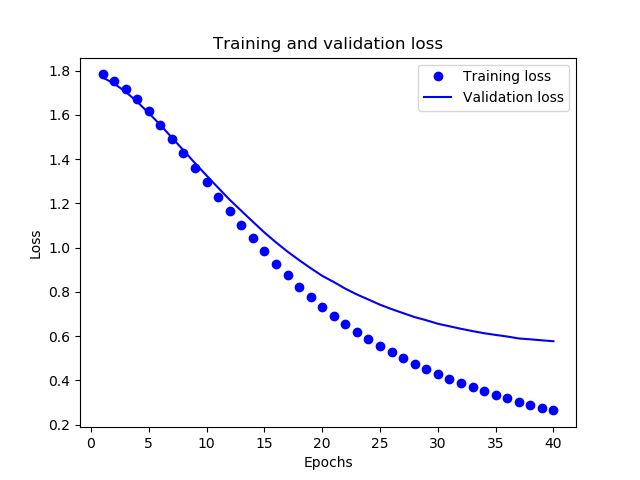 Training and validation loss
Training loss
Validation loss
1.8
1.6
1.4
1.2
1.0
0.8
0.6
0.4
0.2
Loss
0 5 10 15 20 25 30 35 40
Epochs